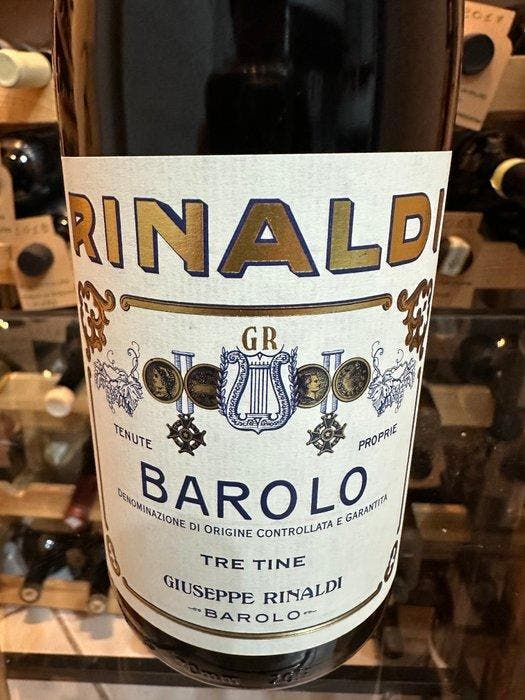 RINALDI
GR
TENUTE
PROPRIE
BAROLO
DENOMINAZIONE DI ORIGINE CONTROLLATA E GARANTITA
TRE TINE
GIUSEPPE RINALDI
BAROLO